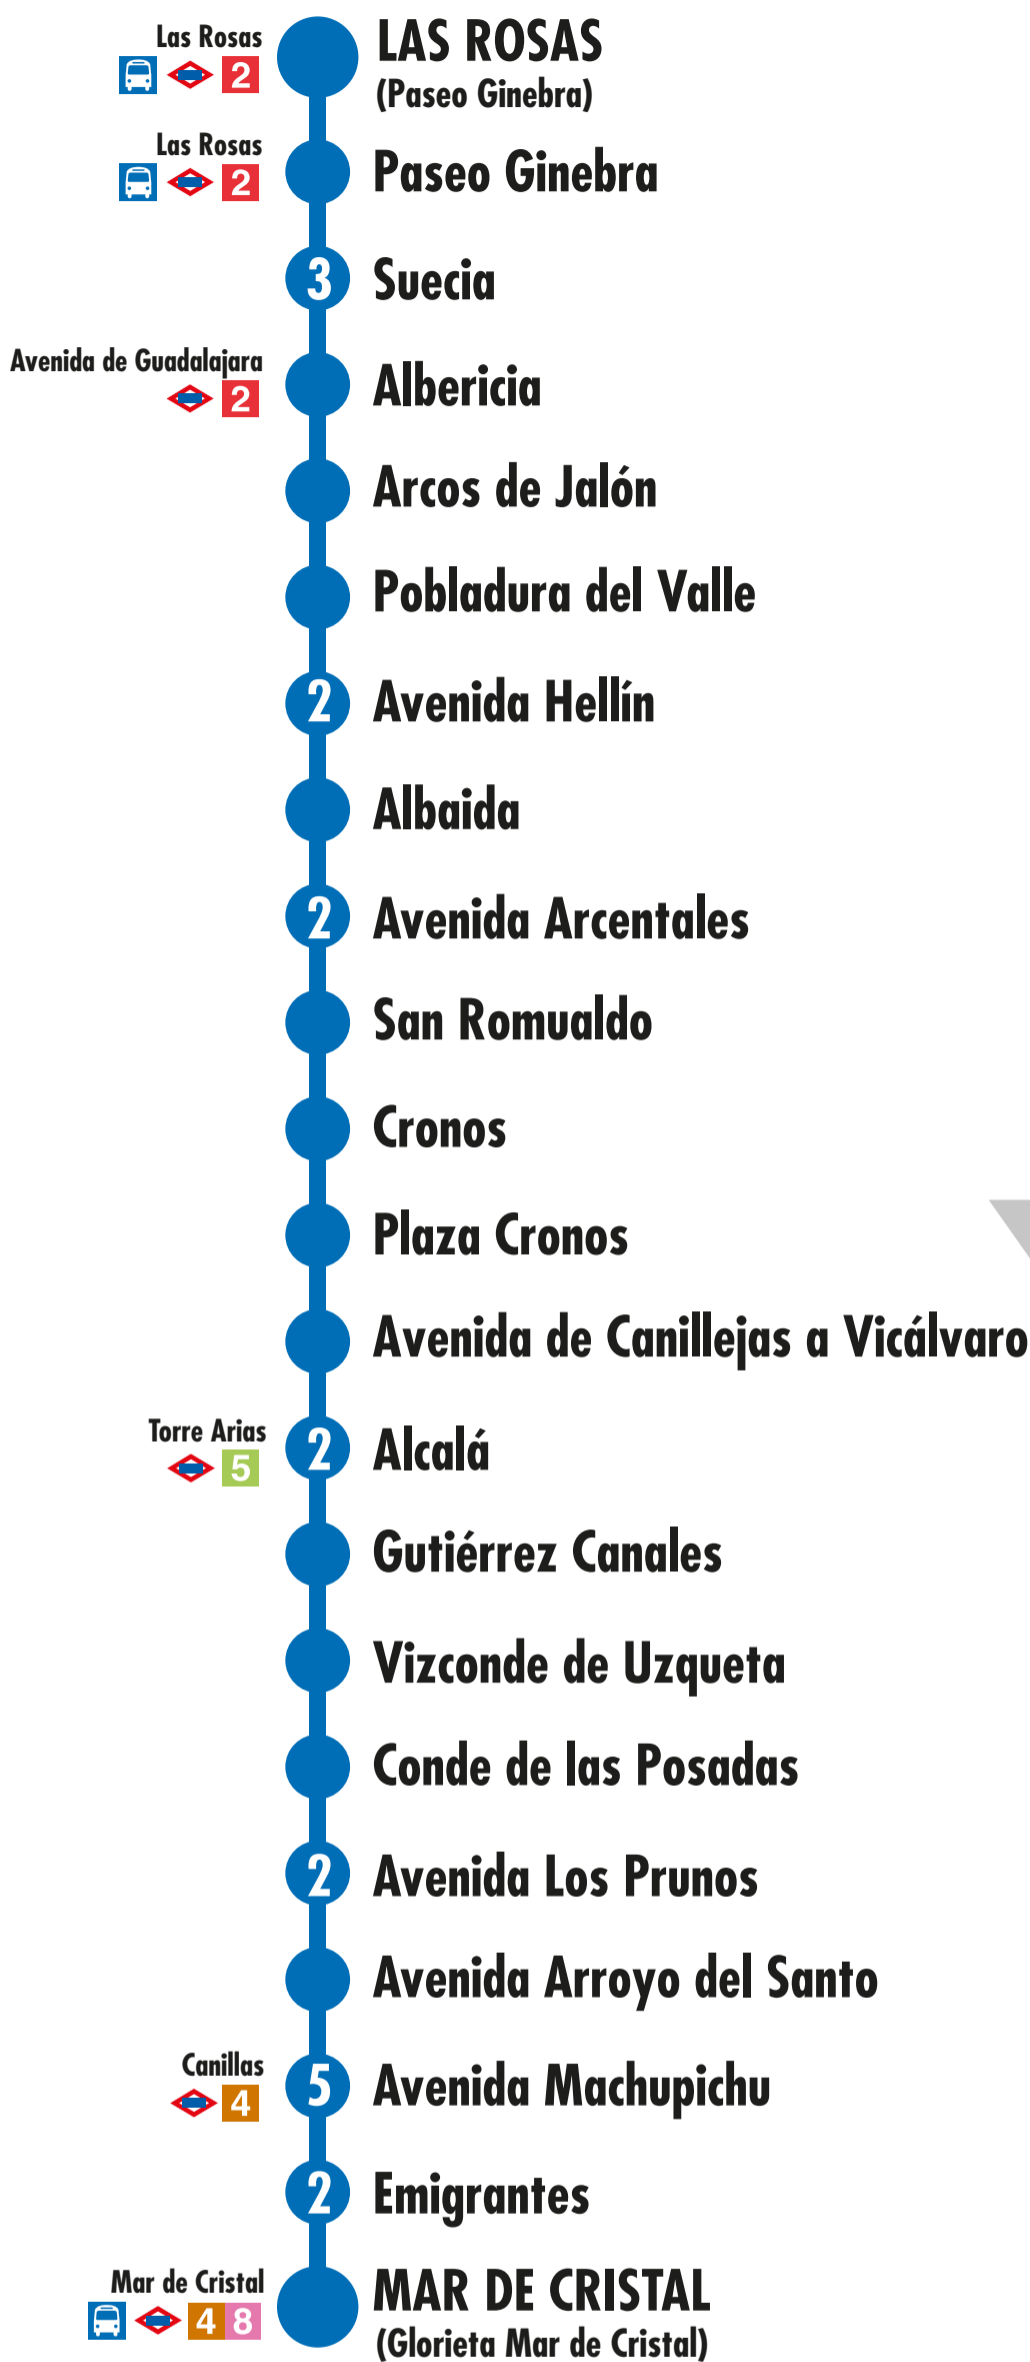 Las Rosas
2
LAS ROSAS
(Paseo Ginebra)
Las Rosas
2
Paseo Ginebra
3 Suecia
Avenida de Guadalajara
2
Albericia
Arcos de Jalón
Pobladura del Valle
2 Avenida Hellín
Albaida
2 Avenida Arcentales
San Romualdo
Cronos
Plaza Cronos
Avenida de Canillejas a Vicálvaro
Torre Arias
5
2 Alcalá
Gutiérrez Canales
Vizconde de Uzqueta
Conde de las Posadas
2 Avenida Los Prunos
Avenida Arroyo del Santo
Canillas
4
5 Avenida Machupichu
2 Emigrantes
Mar de Cristal
4 8
MAR DE CRISTAL
(Glorieta Mar de Cristal)